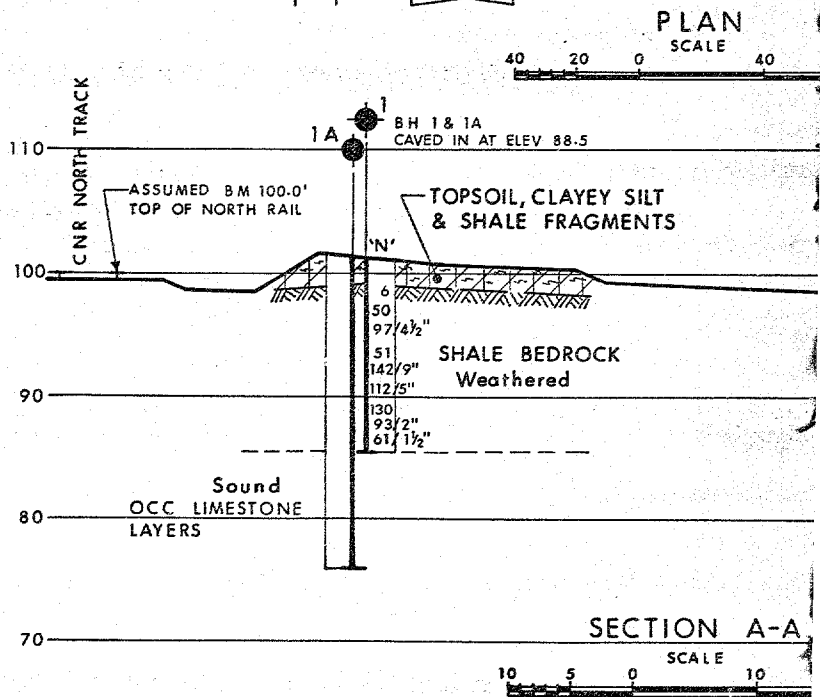 PLAN
SCALE
40 20 0 40
CNR NORTH TRACK
1
1A
BH 1 & 1A
CAVED IN AT ELEV 88.5
110
ASSUMED BM 100.0'
TOP OF NORTH RAIL
TOPSOIL, CLAYEY SILT
& SHALE FRAGMENTS
'N'
100
6
50
97/4½"
51
142/9"
112/5"
130
93/2"
61/1½"
SHALE BEDROCK
Weathered
90
Sound
OCC LIMESTONE
LAYERS
80
70
SECTION A-A
SCALE
10 5 0 10